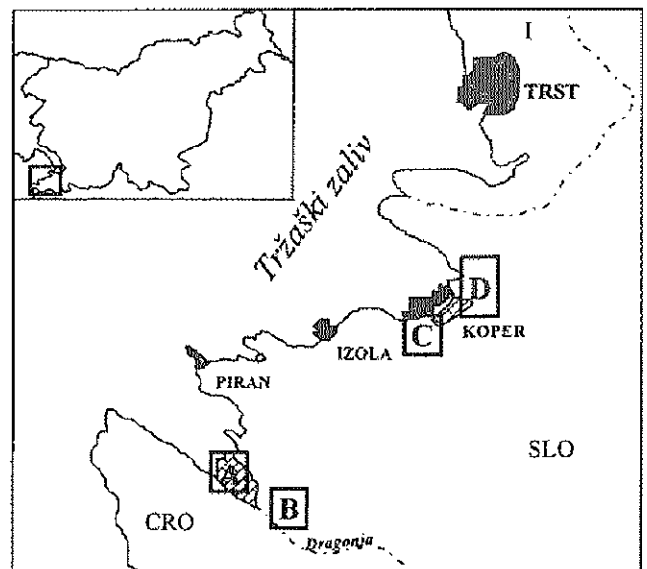 I
TRST
Tržaški zaliv
D
C
KOPER
IZOLA
PIRAN
A
SLO
B
CRO
Dragonja